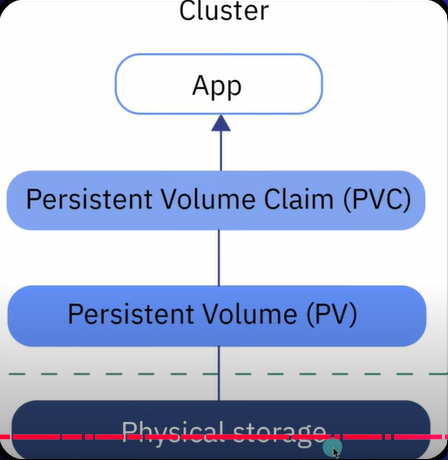 Cluster
App
Persistent Volume Claim (PVC)
Persistent Volume (PV)
Physical storage